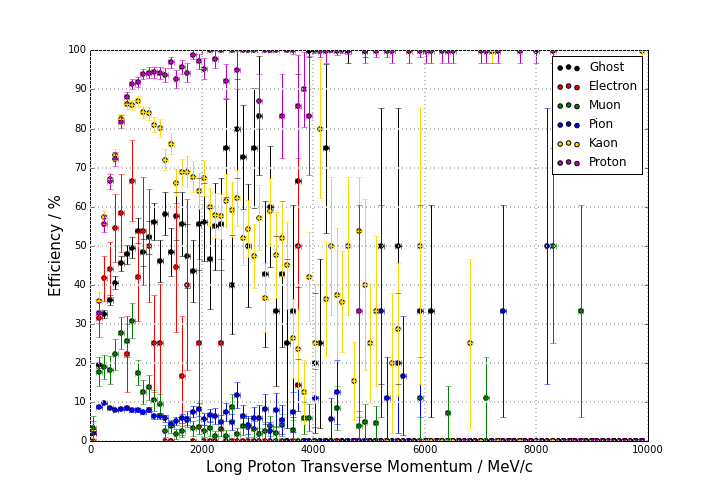 100
90
80
70
60
50
40
30
20
10
0
Efficiency / %
Ghost
Electron
Muon
Pion
Kaon
Proton
0 2000 4000 6000 8000 10000
Long Proton Transverse Momentum / MeV/c